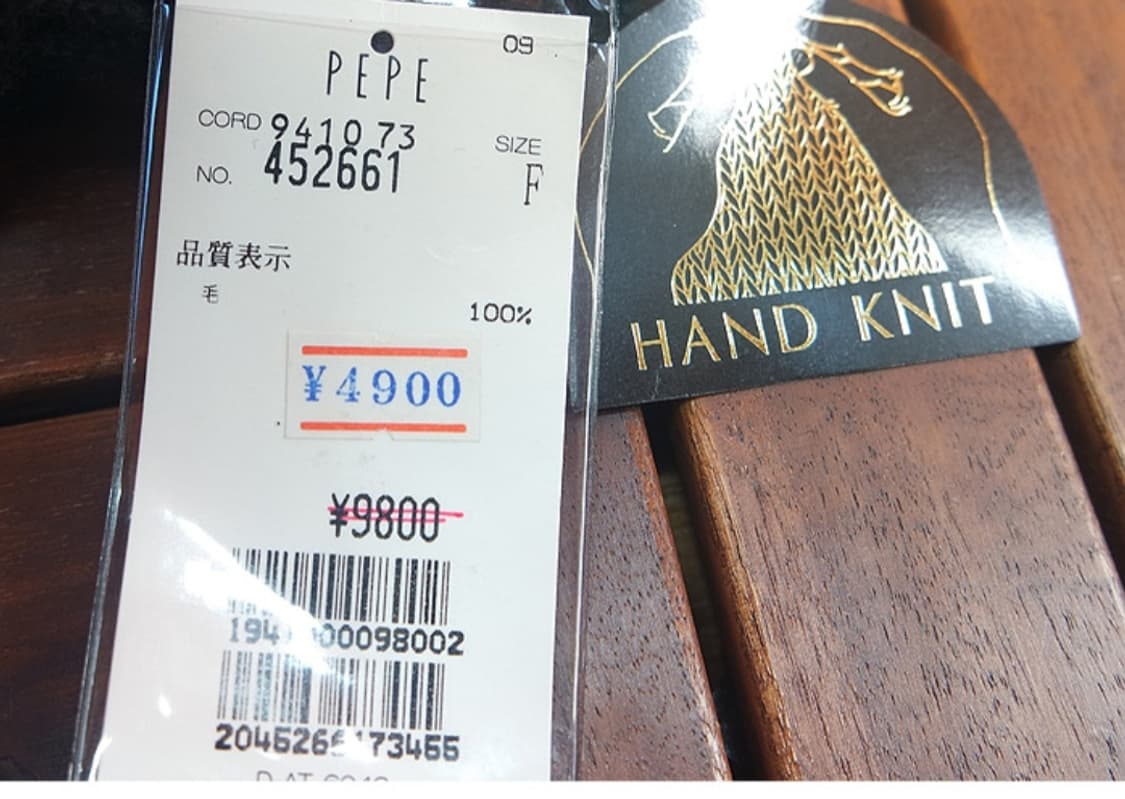 09
PEPE
CORD 941073
SIZE
NO. 452661
F
品質表示
毛
100%
¥4900
¥9800
HAND KNIT